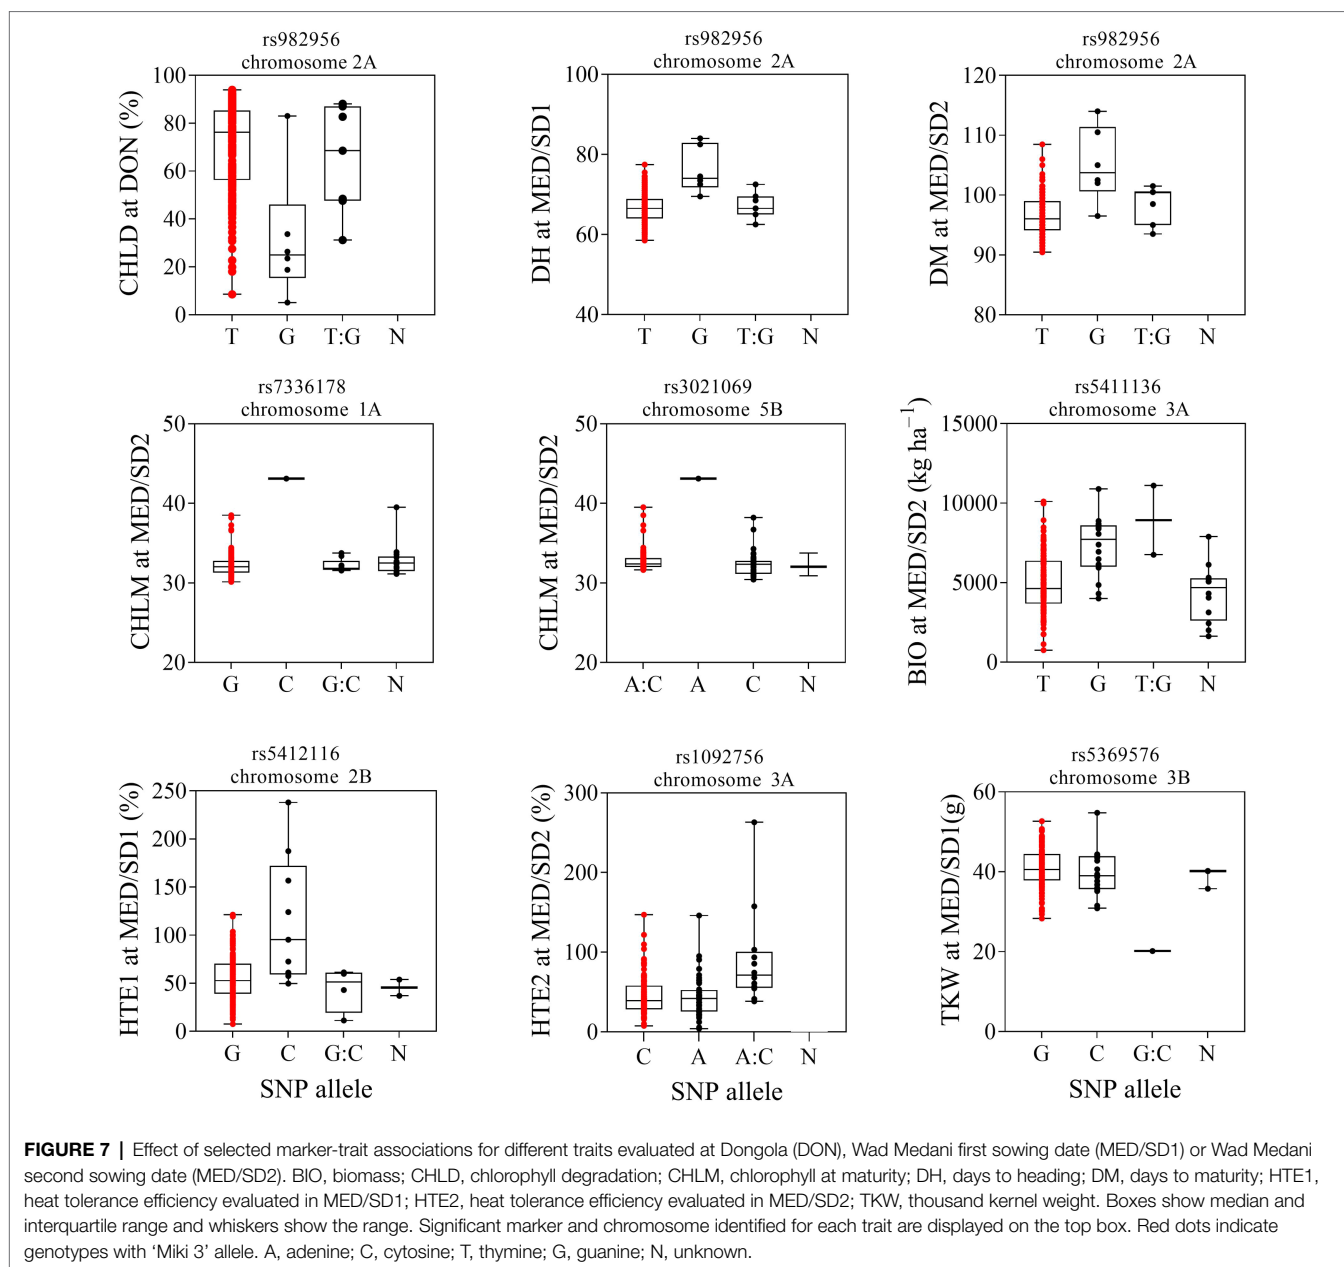 rs982956
chromosome 2A
CHLD at DON (%)
100
80
60
40
20
0
T G T:G N
rs982956
chromosome 2A
DH at MED/SD1
100
80
60
40
T G T:G N
rs982956
chromosome 2A
DM at MED/SD2
120
110
100
90
80
T G T:G N
rs7336178
chromosome 1A
CHLM at MED/SD2
50
40
30
20
G C G:C N
rs3021069
chromosome 5B
CHLM at MED/SD2
50
40
30
20
A:C A C N
rs5411136
chromosome 3A
BIO at MED/SD2 (kg ha⁻¹)
15000
10000
5000
0
T G T:G N
rs5412116
chromosome 2B
HTE1 at MED/SD1 (%)
250
200
150
100
50
0
G C G:C N
SNP allele
rs1092756
chromosome 3A
HTE2 at MED/SD2 (%)
300
200
100
0
C A A:C N
SNP allele
rs5369576
chromosome 3B
TKW at MED/SD1(g)
60
40
20
0
G C G:C N
SNP allele
FIGURE 7 | Effect of selected marker-trait associations for different traits evaluated at Dongola (DON), Wad Medani first sowing date (MED/SD1) or Wad Medani
second sowing date (MED/SD2). BIO, biomass; CHLD, chlorophyll degradation; CHLM, chlorophyll at maturity; DH, days to heading; DM, days to maturity; HTE1,
heat tolerance efficiency evaluated in MED/SD1; HTE2, heat tolerance efficiency evaluated in MED/SD2; TKW, thousand kernel weight. Boxes show median and
interquartile range and whiskers show the range. Significant marker and chromosome identified for each trait are displayed on the top box. Red dots indicate
genotypes with ‘Miki 3’ allele. A, adenine; C, cytosine; T, thymine; G, guanine; N, unknown.